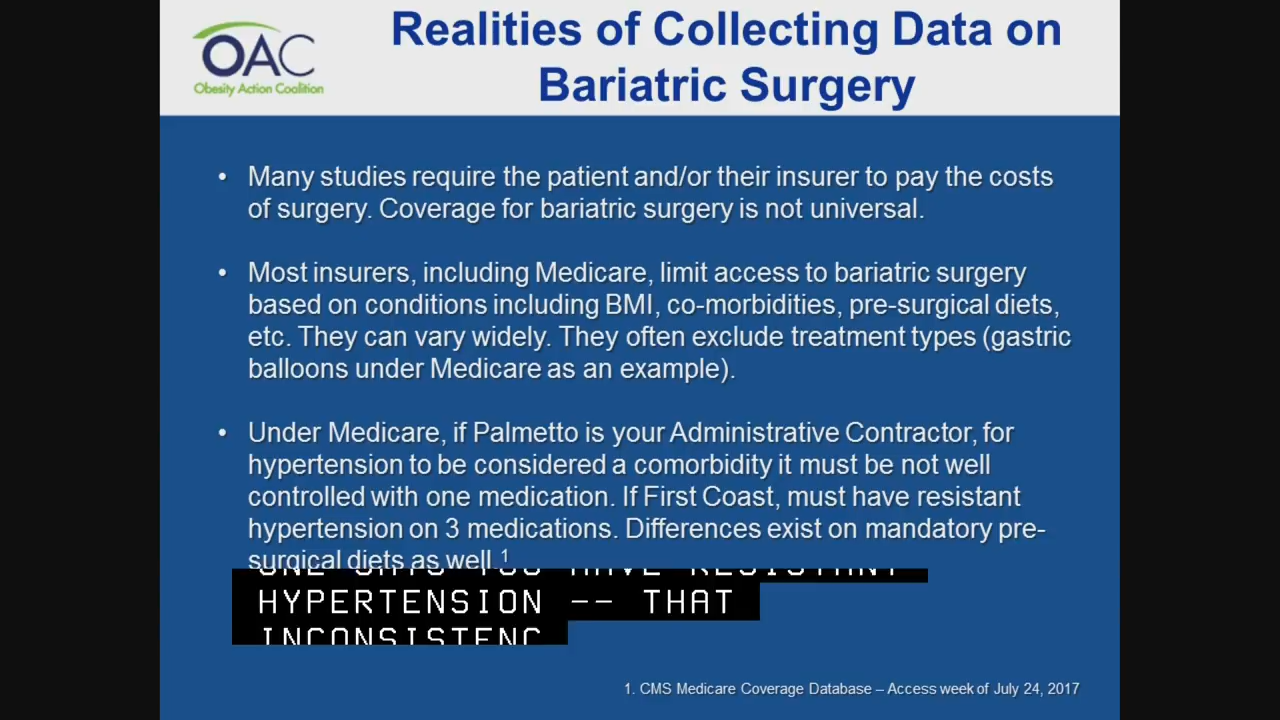 OAC
Obesity Action Coalition
Realities of Collecting Data on
Bariatric Surgery
• Many studies require the patient and/or their insurer to pay the costs
of surgery. Coverage for bariatric surgery is not universal.
• Most insurers, including Medicare, limit access to bariatric surgery
based on conditions including BMI, co-morbidities, pre-surgical diets,
etc. They can vary widely. They often exclude treatment types (gastric
balloons under Medicare as an example).
• Under Medicare, if Palmetto is your Administrative Contractor, for
hypertension to be considered a comorbidity it must be not well
controlled with one medication. If First Coast, must have resistant
hypertension on 3 medications. Differences exist on mandatory pre-
surgical diets as well.1
ONE SAYS YOU HAVE RESISTANT
HYPERTENSION -- THAT
INCONSISTENC
1. CMS Medicare Coverage Database – Access week of July 24, 2017